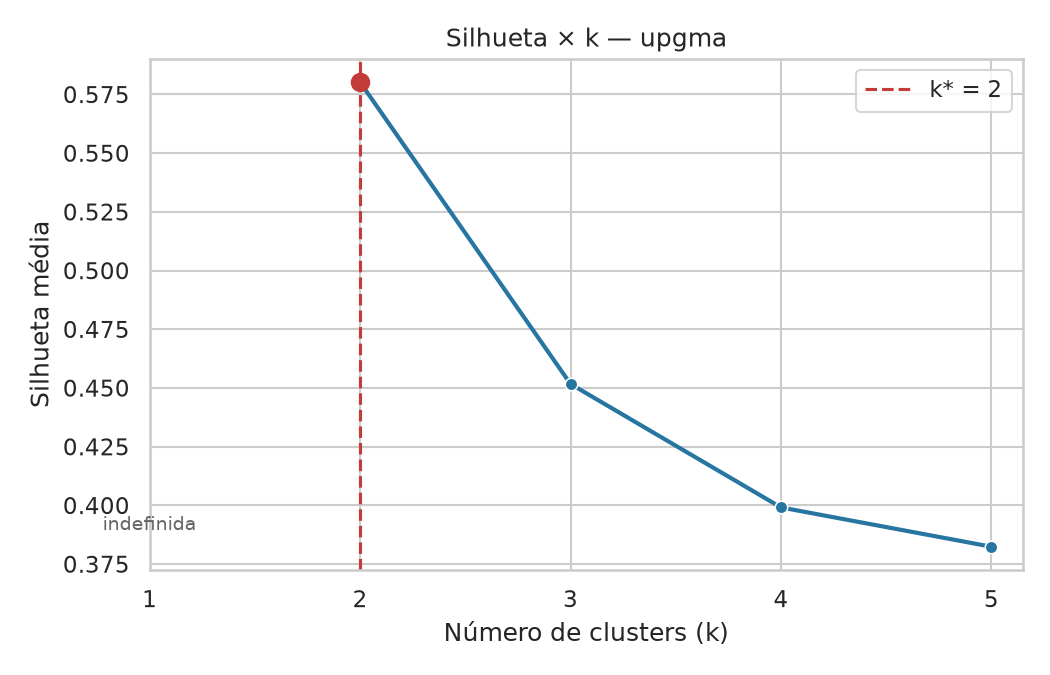 Silhueta × k — upgma
k* = 2
Silhueta média
0.575
0.550
0.525
0.500
0.475
0.450
0.425
0.400
indefinida
0.375
1 2 3 4 5
Número de clusters (k)